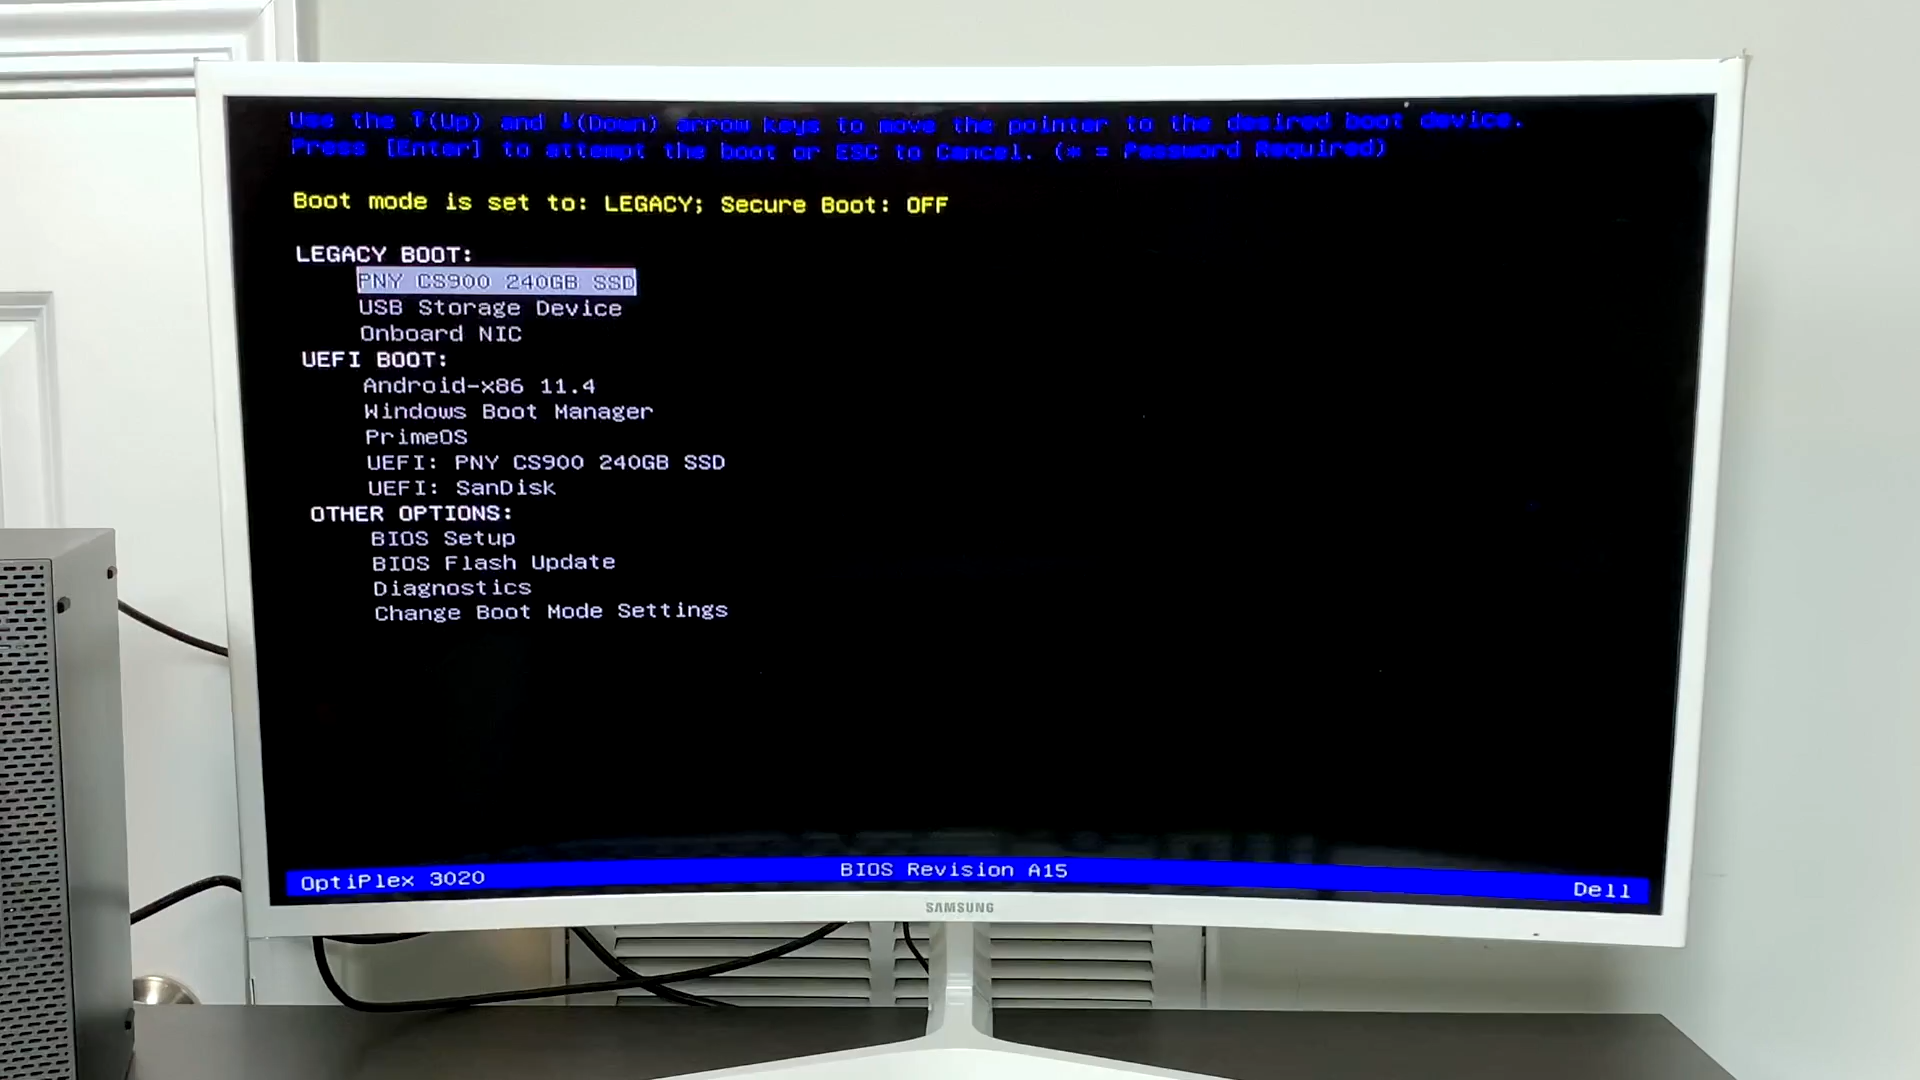 Use the ↑(Up) and ↓(Down) arrow keys to move the pointer to the desired boot device.
Press [Enter] to attempt the boot or ESC to Cancel. (* = Password Required)
Boot mode is set to: LEGACY; Secure Boot: OFF
LEGACY BOOT:
PNY CS900 240GB SSD
USB Storage Device
Onboard NIC
UEFI BOOT:
Android-x86 11.4
Windows Boot Manager
PrimeOS
UEFI: PNY CS900 240GB SSD
UEFI: SanDisk
OTHER OPTIONS:
BIOS Setup
BIOS Flash Update
Diagnostics
Change Boot Mode Settings
OptiPlex 3020 BIOS Revision A15 Dell
SAMSUNG